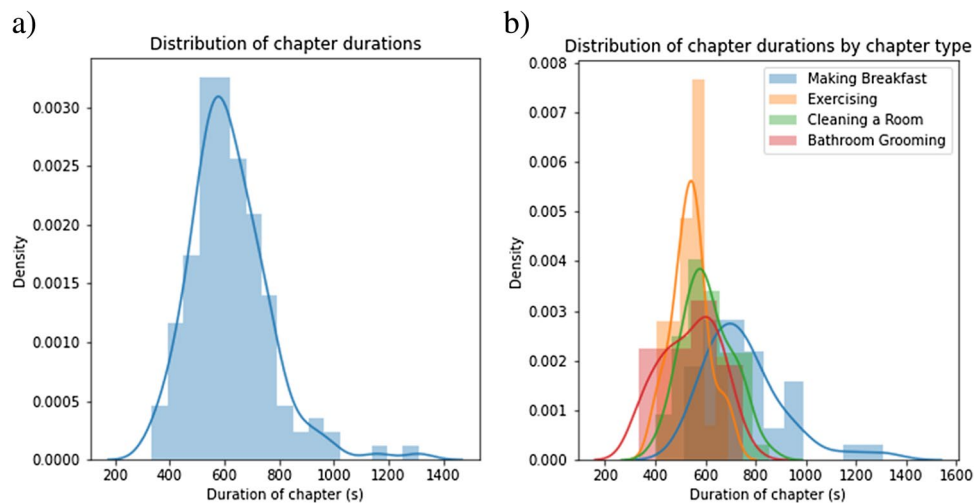 a)
Distribution of chapter durations
0.0030
0.0025
0.0020
0.0015
0.0010
0.0005
0.0000
Density
200 400 600 800 1000 1200 1400
Duration of chapter (s)
b)
Distribution of chapter durations by chapter type
0.008
0.007
0.006
0.005
0.004
0.003
0.002
0.001
0.000
Density
Making Breakfast
Exercising
Cleaning a Room
Bathroom Grooming
200 400 600 800 1000 1200 1400 1600
Duration of chapter (s)